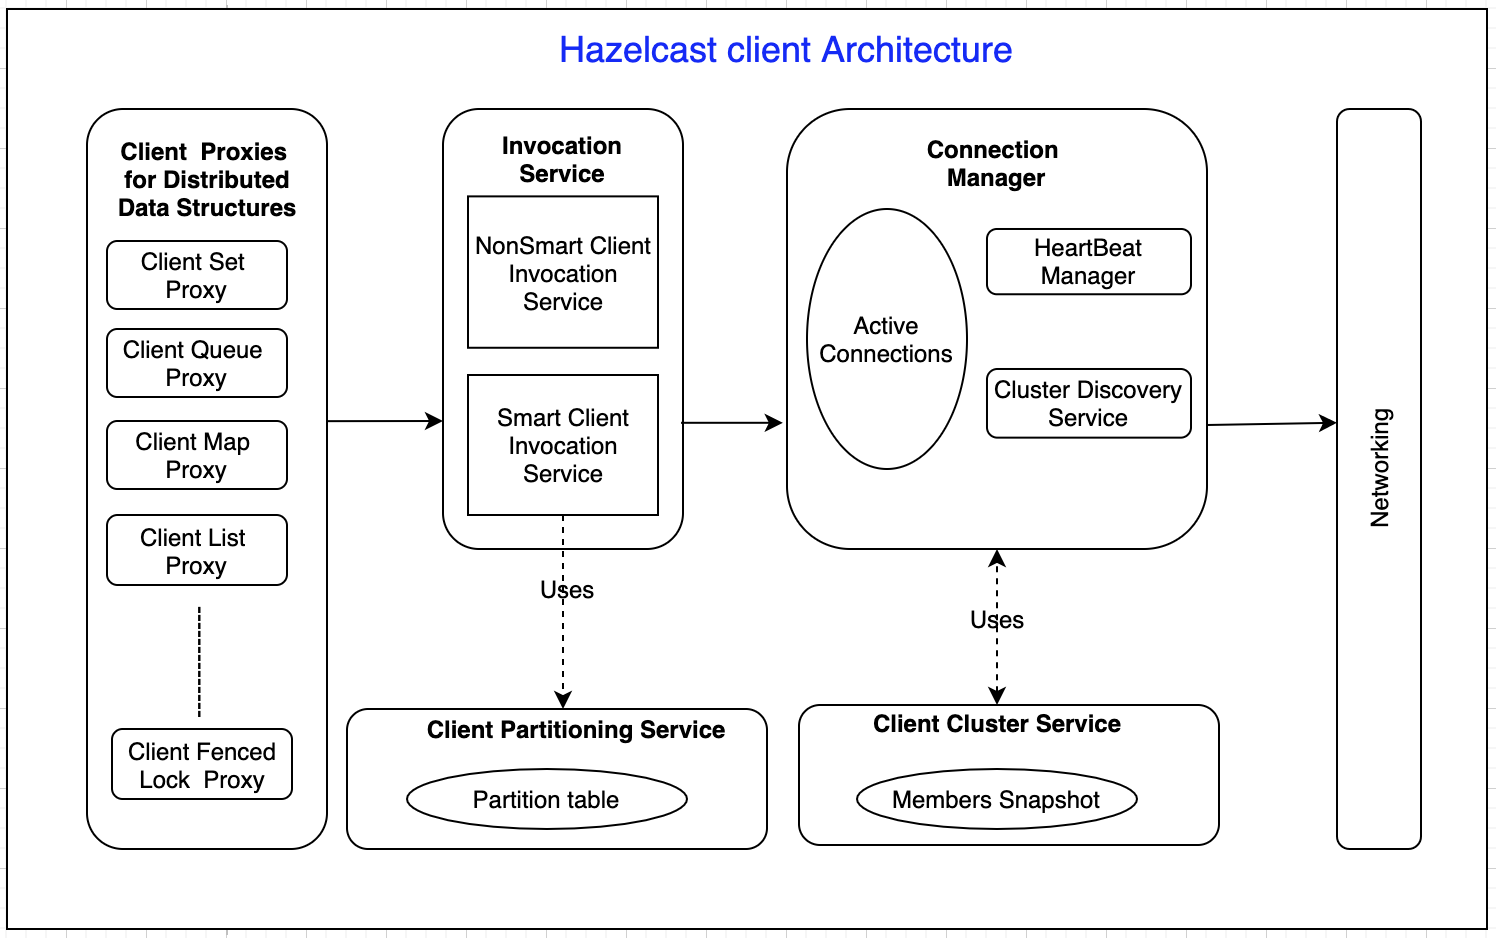 Hazelcast client Architecture
Client  Proxies
for Distributed
Data Structures
Client Set
Proxy
Client Queue
Proxy
Client Map
Proxy
Client List
Proxy
Client Fenced
Lock  Proxy
Invocation
Service
NonSmart Client
Invocation
Service
Smart Client
Invocation
Service
Uses
Client Partitioning Service
Partition table
Connection
Manager
Active
Connections
HeartBeat
Manager
Cluster Discovery
Service
Uses
Client Cluster Service
Members Snapshot
Networking